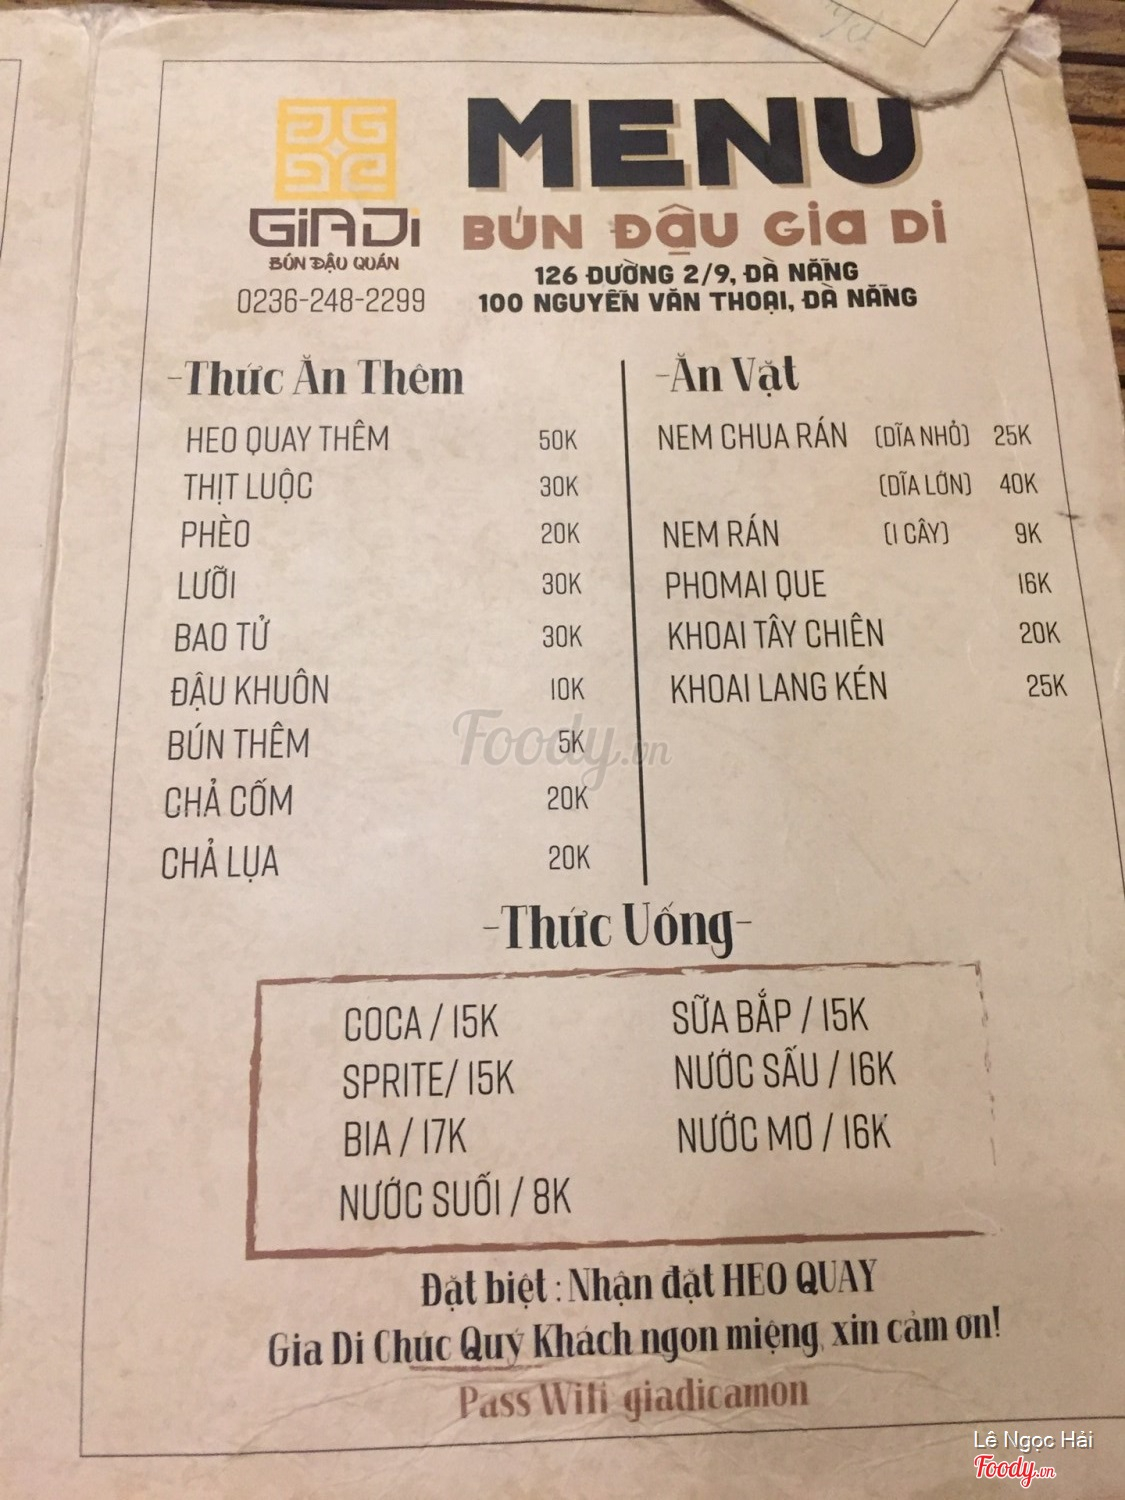 MENU
GIA DI
BÚN ĐẬU QUÁN
0236-248-2299
BÚN ĐẬU GIA DI
126 ĐƯỜNG 2/9, ĐÀ NẴNG
100 NGUYỄN VĂN THOẠI, ĐÀ NẴNG
-Thức Ăn Thêm
HEO QUAY THÊM 50K
THỊT LUỘC 30K
PHÈO 20K
LƯỠI 30K
BAO TỬ 30K
ĐẬU KHUÔN 10K
BÚN THÊM 5K
CHẢ CỐM 20K
CHẢ LỤA 20K
-Ăn Vặt
NEM CHUA RÁN (DĨA NHỎ) 25K
(DĨA LỚN) 40K
NEM RÁN (1 CÂY) 9K
PHOMAI QUE 16K
KHOAI TÂY CHIÊN 20K
KHOAI LANG KÉN 25K
Foody.vn
-Thức Uống-
COCA / 15K
SPRITE/ 15K
BIA / 17K
NƯỚC SUỐI / 8K
SỮA BẮP / 15K
NƯỚC SẤU / 16K
NƯỚC MƠ / 16K
Đặt biệt : Nhận đặt HEO QUAY
Gia Di Chúc Quý Khách ngon miệng, xin cảm ơn!
Pass Wifi giadicamon
Lê Ngọc Hải
Foody.vn